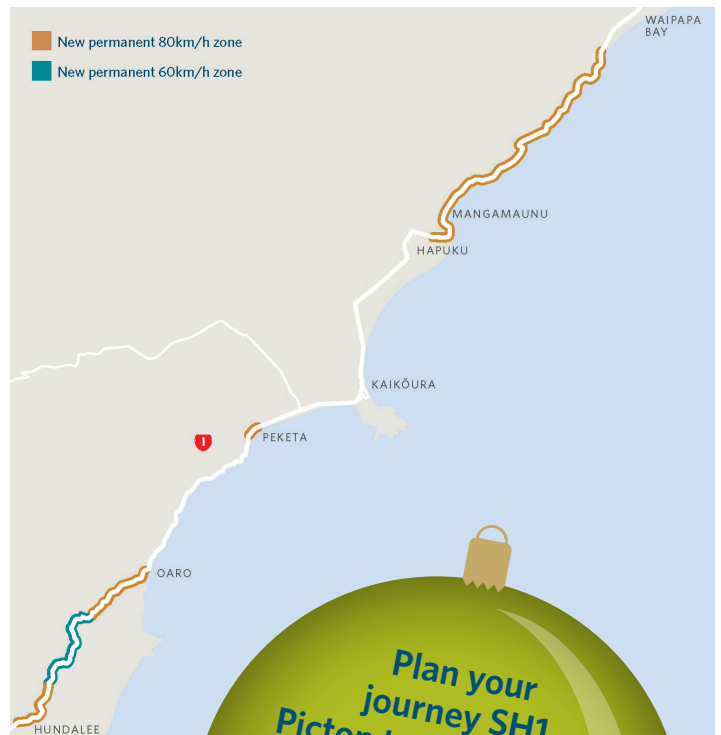 New permanent 80km/h zone
New permanent 60km/h zone
WAIPAPA
BAY
MANGAMAUNU
HAPUKU
KAIKŌURA
1
PEKETA
OARO
HUNDALEE
Plan your
journey SH1
Picton